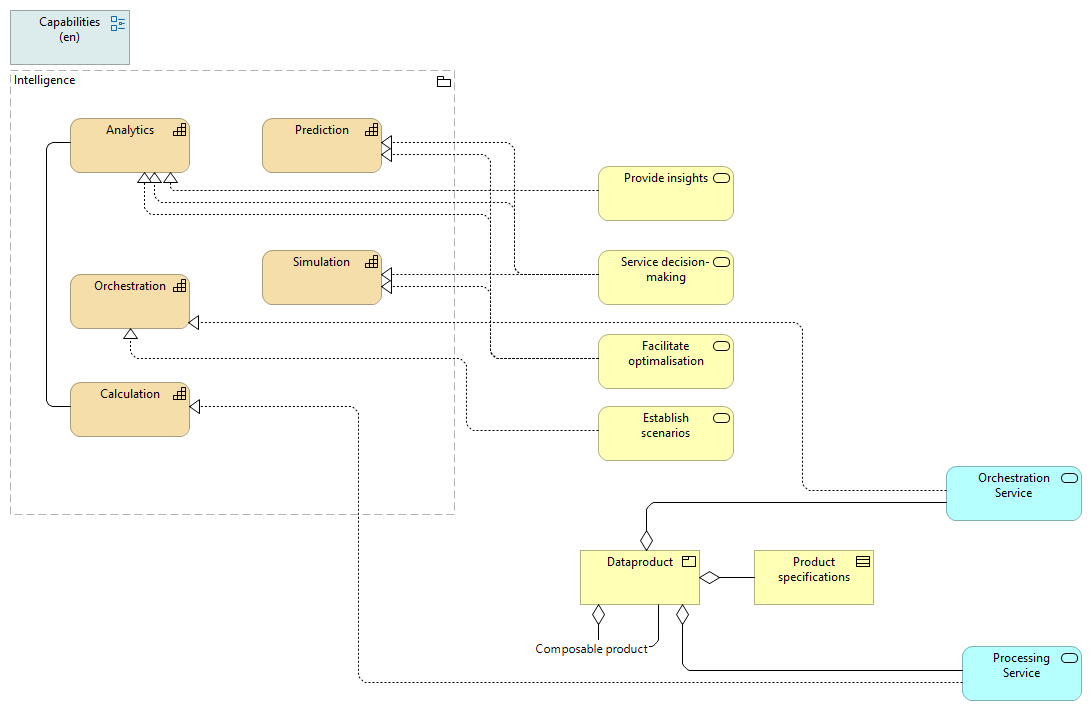 Capabilities
(en)
Intelligence
Analytics
Prediction
Provide insights
Simulation
Service decision-
making
Orchestration
Facilitate
optimalisation
Calculation
Establish
scenarios
Orchestration
Service
Dataproduct
Product
specifications
Composable product
Processing
Service